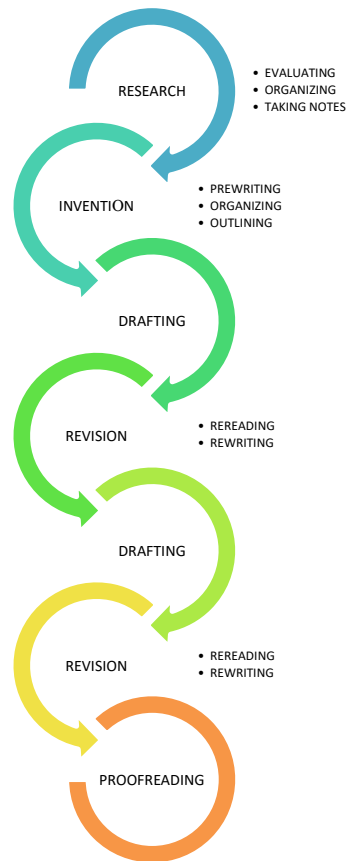 RESEARCH
• EVALUATING
• ORGANIZING
• TAKING NOTES
INVENTION
• PREWRITING
• ORGANIZING
• OUTLINING
DRAFTING
REVISION
• REREADING
• REWRITING
DRAFTING
REVISION
• REREADING
• REWRITING
PROOFREADING